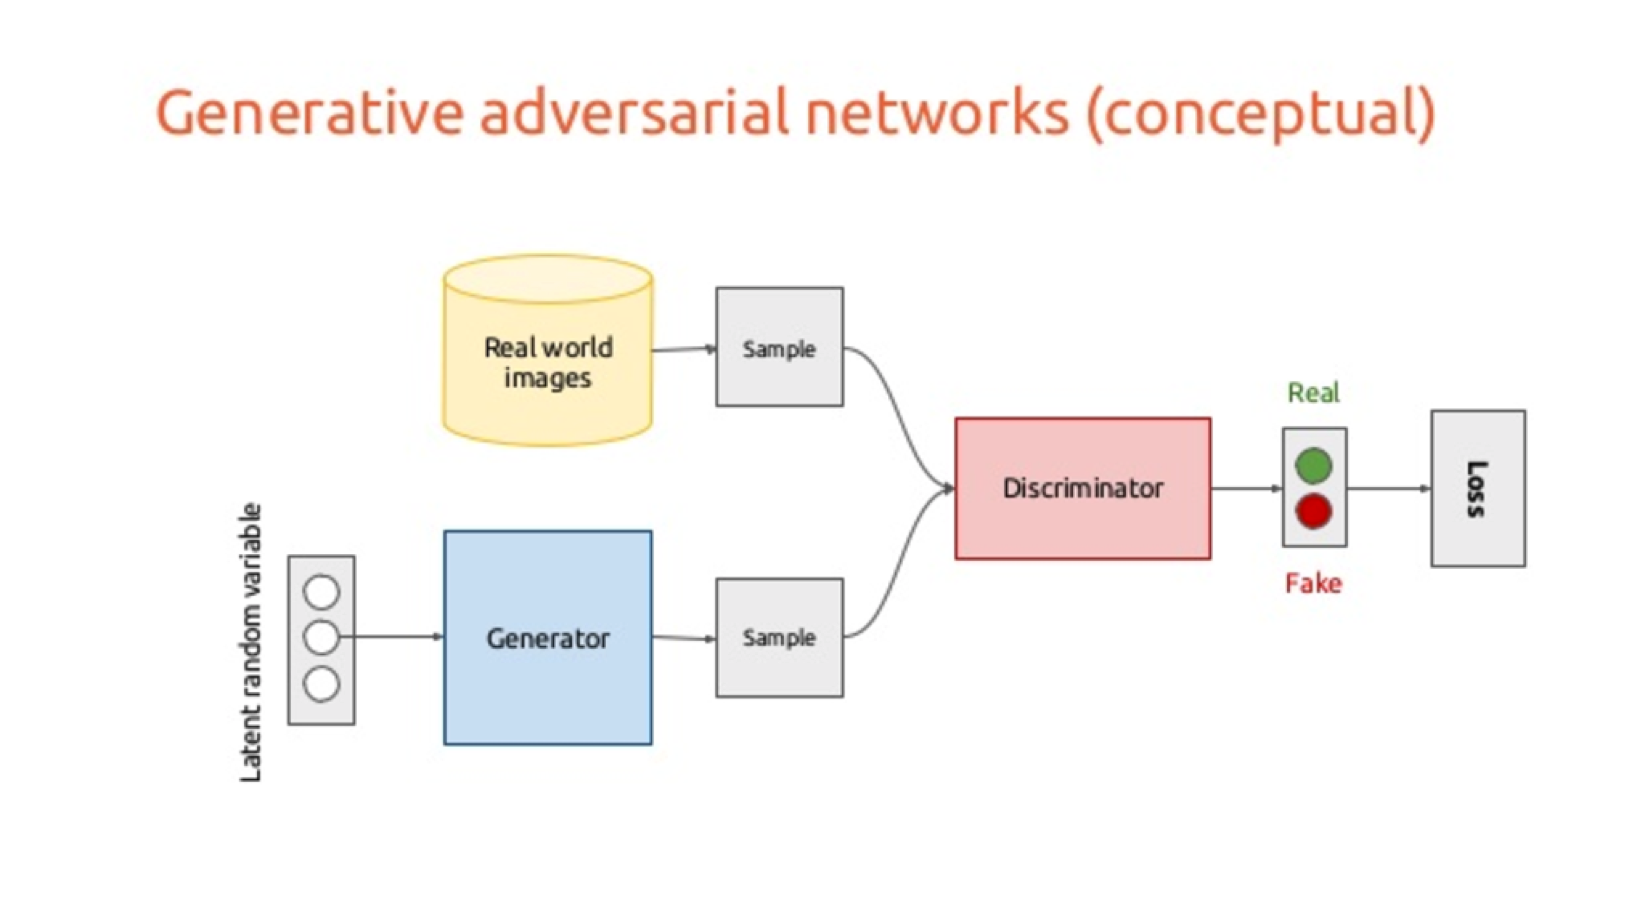 Generative adversarial networks (conceptual)
Real world
images
Sample
Real
Discriminator
Loss
Fake
Latent random variable
Generator
Sample